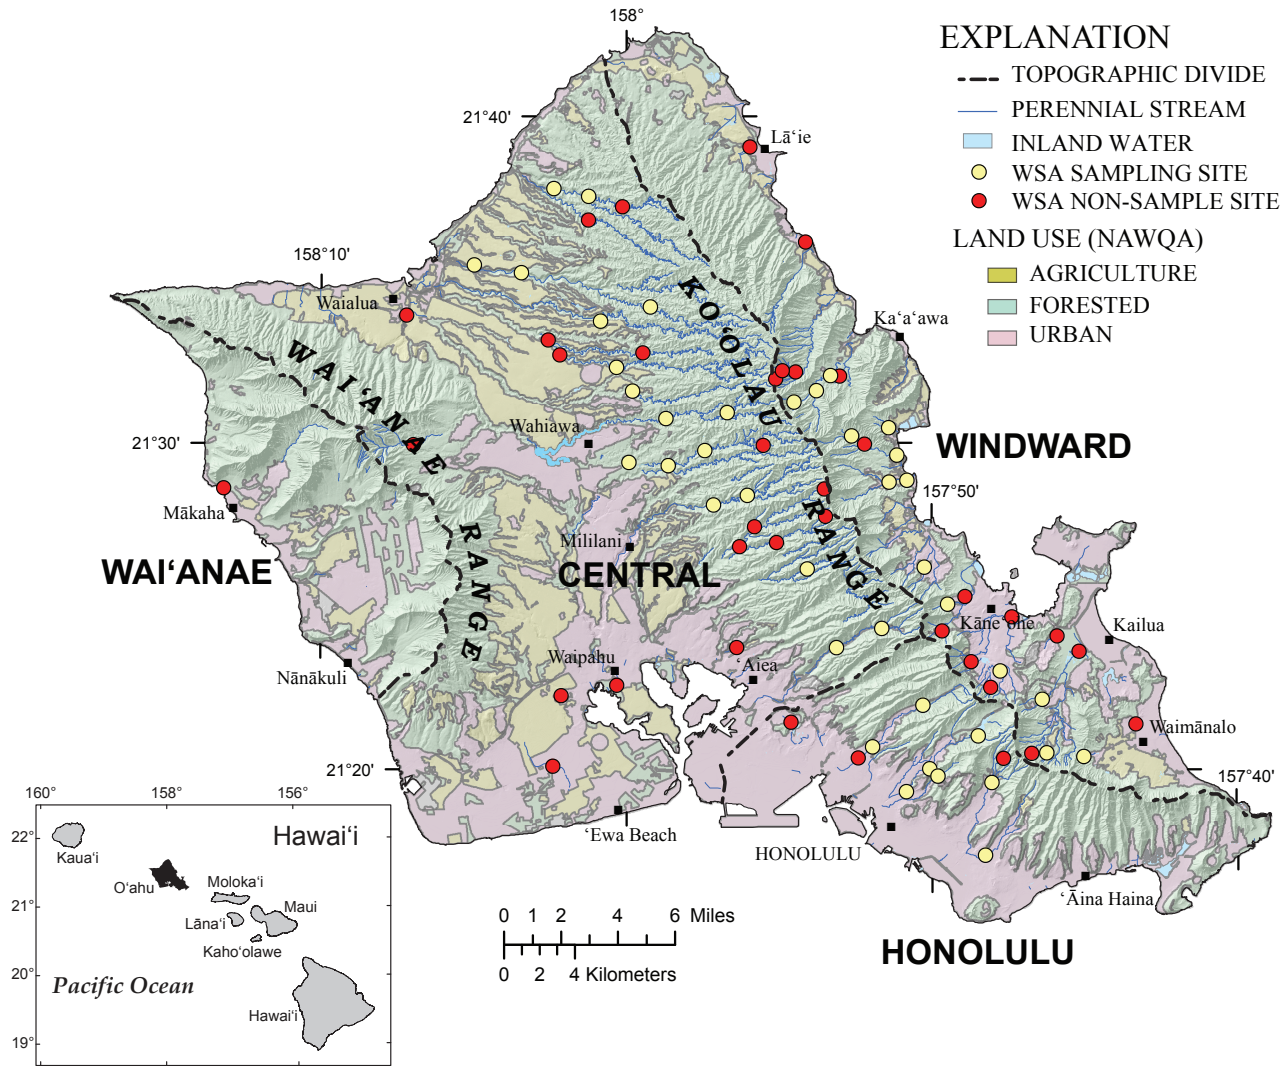 158°
EXPLANATION
TOPOGRAPHIC DIVIDE
PERENNIAL STREAM
INLAND WATER
WSA SAMPLING SITE
WSA NON-SAMPLE SITE
LAND USE (NAWQA)
AGRICULTURE
FORESTED
URBAN
21°40'
Lā‘ie
158°10'
Waialua
KO‘OLAU
RANGE
Ka‘a‘awa
WAI‘ANAE
RANGE
Wahiawa
21°30'
WINDWARD
157°50'
Mākaha
Mililani
WAI‘ANAE
CENTRAL
Kāne‘ohe
Kailua
Waipahu
‘Aiea
Nānākuli
Waimānalo
21°20'
157°40'
‘Ewa Beach
HONOLULU
‘Āina Haina
HONOLULU
0 1 2 4 6 Miles
0 2 4 Kilometers
160° 158° 156°
Hawai‘i
22°
Kaua‘i
O‘ahu
Moloka‘i
21°
Lāna‘i
Maui
Kaho‘olawe
20°
Pacific Ocean
Hawai‘i
19°